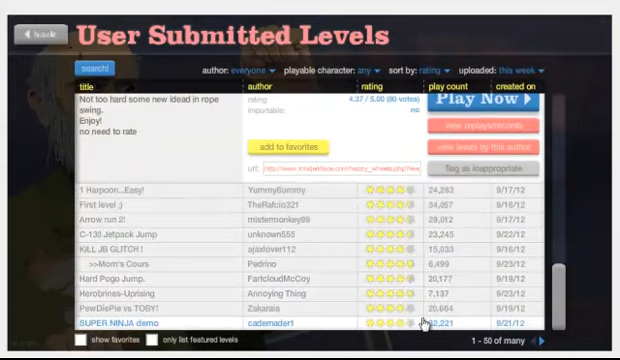 back
User Submitted Levels
search!
author: everyone playable character: any sort by: rating uploaded: this week
title author rating play count created on
Not too hard some new idead in rope
swing.
Enjoy!
no need to rate
rating: 4.37 / 5.00 (80 votes)
importable: no
add to favorites
Play Now
view replays/records
view levels by this author
flag as inappropriate
url:
1 Harpoon...Easy! YummySummy 24,283 9/17/12
First level ;) TheRafcio321 34,057 9/16/12
Arrow run 2! mistermonkey99 9/17/12
C-130 Jetpack Jump unknown555 23,245 9/22/12
KILL JB GLITCH ! ajaxlover112 15,033 9/16/12
>>Mom's Cours Pedrino 6,499 9/23/12
Hard Pogo Jump. FartcloudMcCoy 20,177 9/19/12
Herobrines-Uprising Annoying Thing 7,137 9/23/12
PewDiePie vs TOBY! Zakaraia 20,664 9/19/12
SUPER NINJA demo cademader1 9/21/12
show favorites only list featured levels 1 - 50 of many